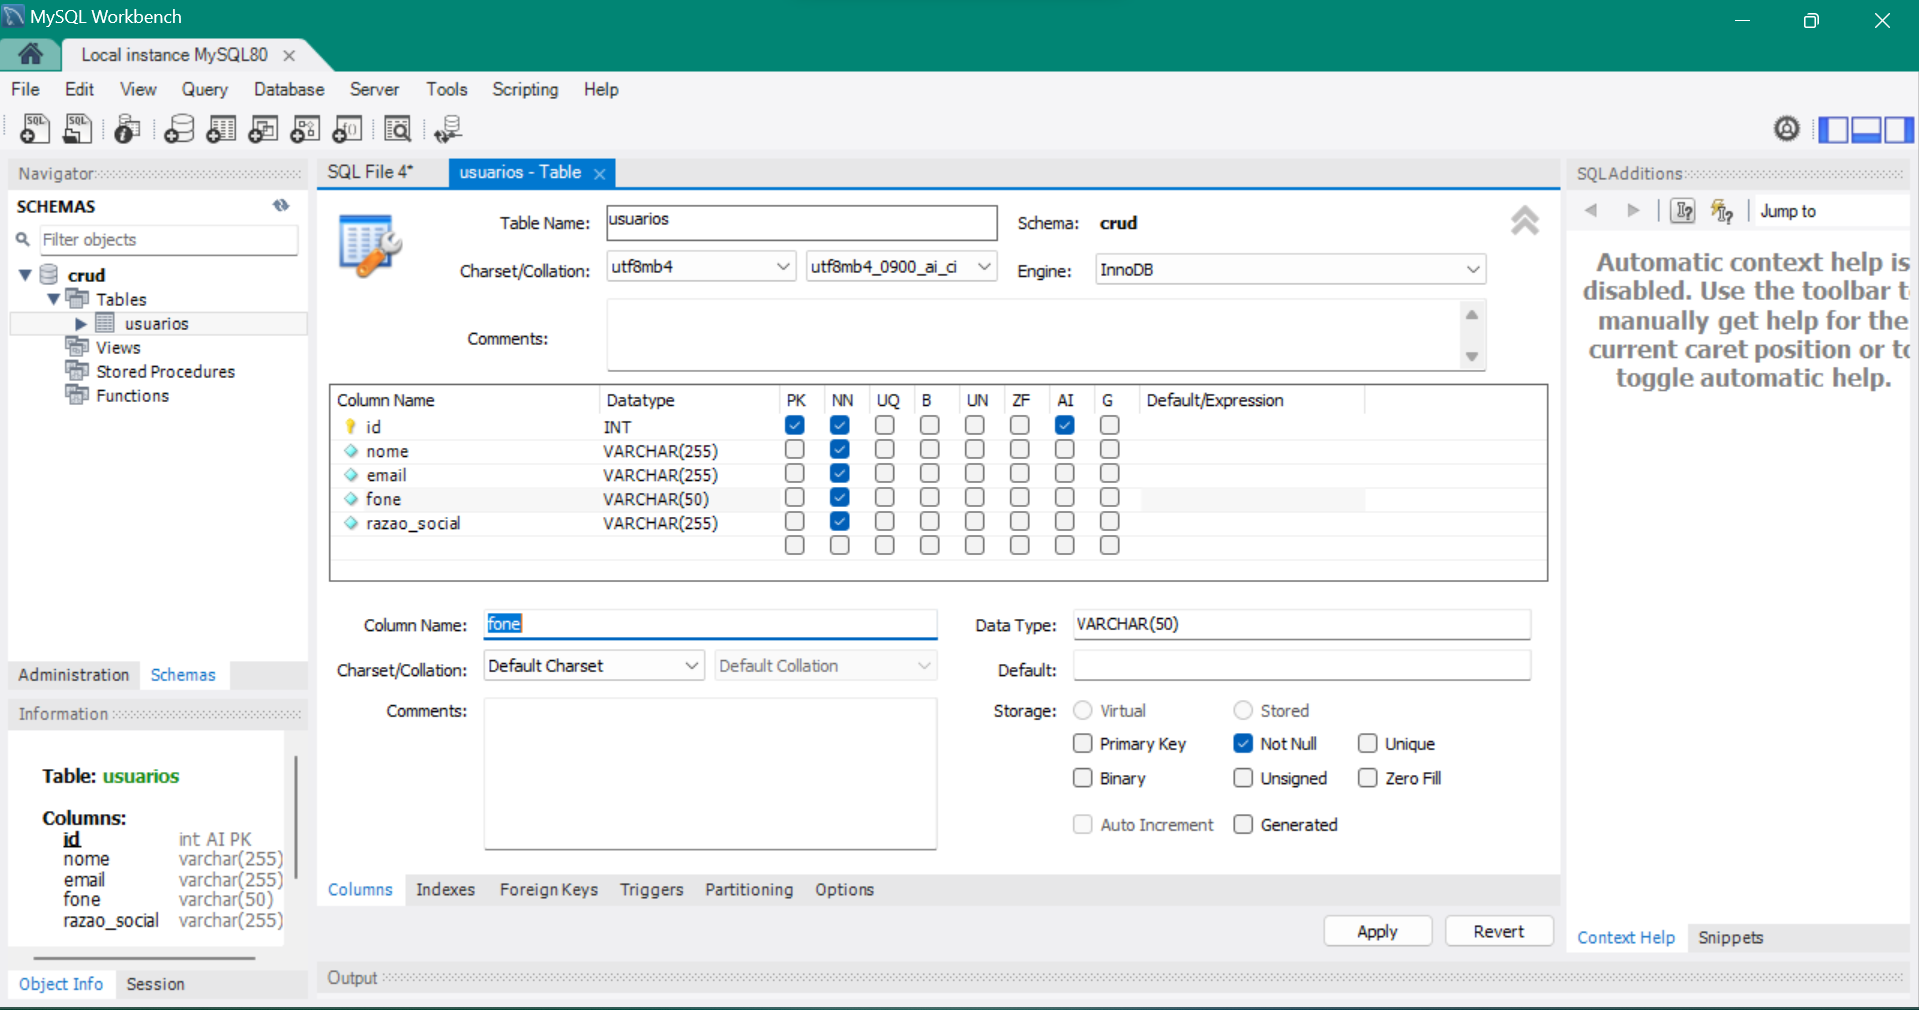 MySQL Workbench
Local instance MySQL80
File Edit View Query Database Server Tools Scripting Help
Navigator
SCHEMAS
Filter objects
crud
Tables
usuarios
Views
Stored Procedures
Functions
Administration Schemas
Information
Table: usuarios
Columns:
id int AI PK
nome varchar(255)
email varchar(255)
fone varchar(50)
razao_social varchar(255)
Object Info Session
SQL File 4* usuarios - Table
Table Name: usuarios Schema: crud
Charset/Collation: utf8mb4 utf8mb4_0900_ai_ci Engine: InnoDB
Comments:
Column Name Datatype PK NN UQ B UN ZF AI G Default/Expression
id INT
nome VARCHAR(255)
email VARCHAR(255)
fone VARCHAR(50)
razao_social VARCHAR(255)
Column Name: fone Data Type: VARCHAR(50)
Charset/Collation: Default Charset Default Collation Default:
Comments: Storage: Virtual Stored
Primary Key Not Null Unique
Binary Unsigned Zero Fill
Auto Increment Generated
Columns Indexes Foreign Keys Triggers Partitioning Options
Apply Revert
Output
SQLAdditions
Jump to
Automatic context help is
disabled. Use the toolbar t
manually get help for the
current caret position or to
toggle automatic help.
Context Help Snippets
SQL SQL